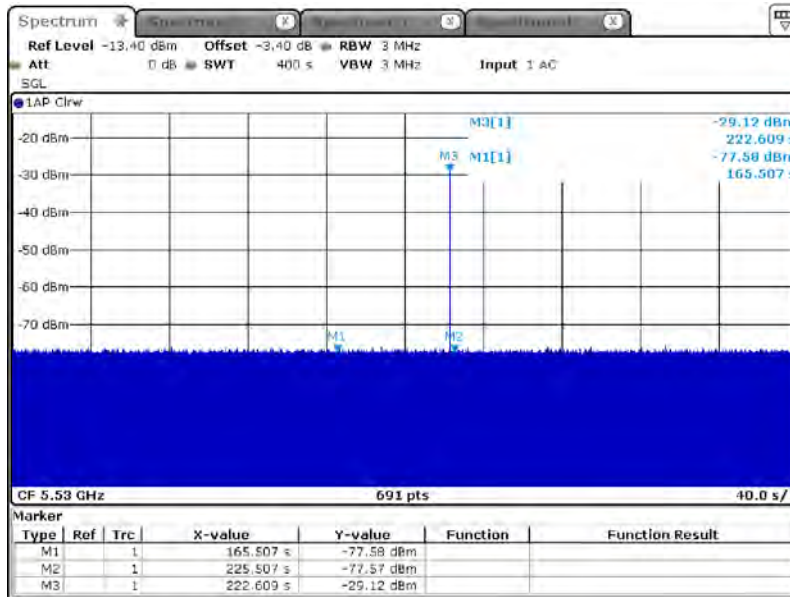 Spectrum
Ref Level -13.40 dBm Offset -3.40 dB RBW 3 MHz
Att 0 dB SWT 400 s VBW 3 MHz Input 1 AC
SGL
1AP Clrw
M3[1] -29.12 dBm
222.609 s
M1[1] -77.58 dBm
165.507 s
-20 dBm
M3
-30 dBm
-40 dBm
-50 dBm
-60 dBm
-70 dBm
M1 M2
CF 5.53 GHz 691 pts 40.0 s/
Marker
Type Ref Trc X-value Y-value Function Function Result
M1 1 165.507 s -77.58 dBm
M2 1 225.507 s -77.57 dBm
M3 1 222.609 s -29.12 dBm